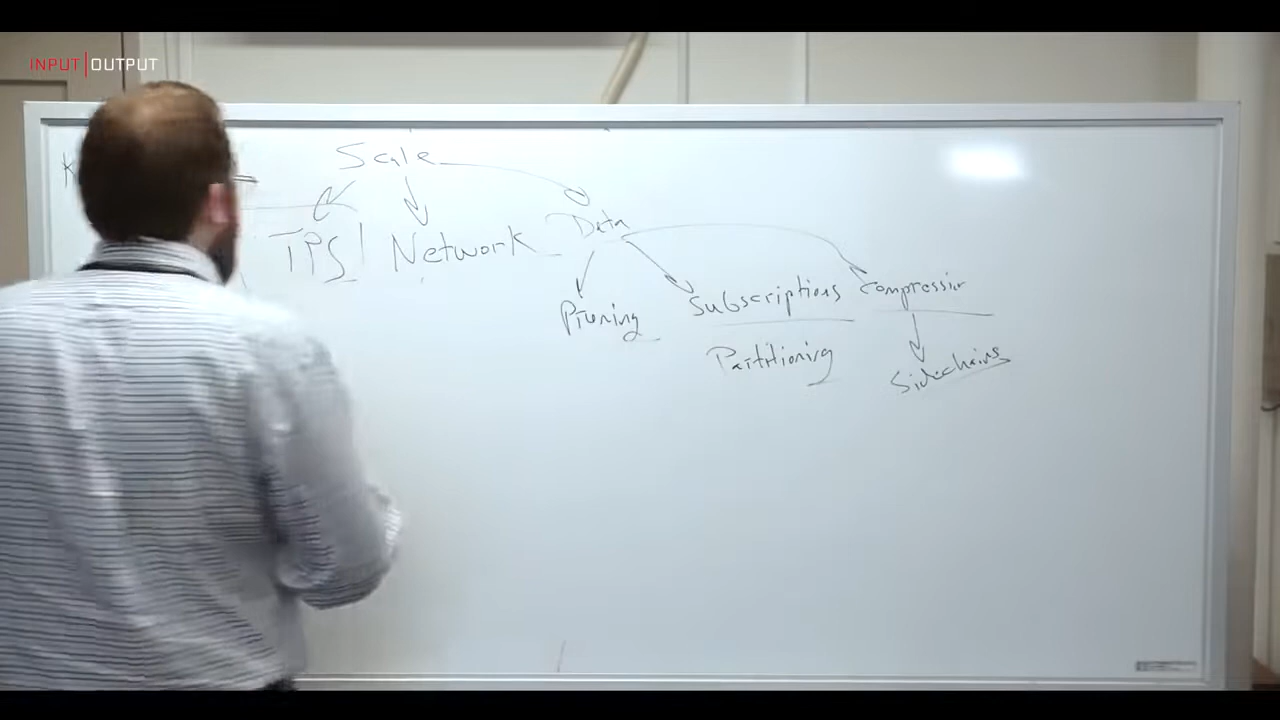 INPUT|OUTPUT
Scale
TPS! Network Data
Pruning Subscriptions Compression
Partitioning Sidechains